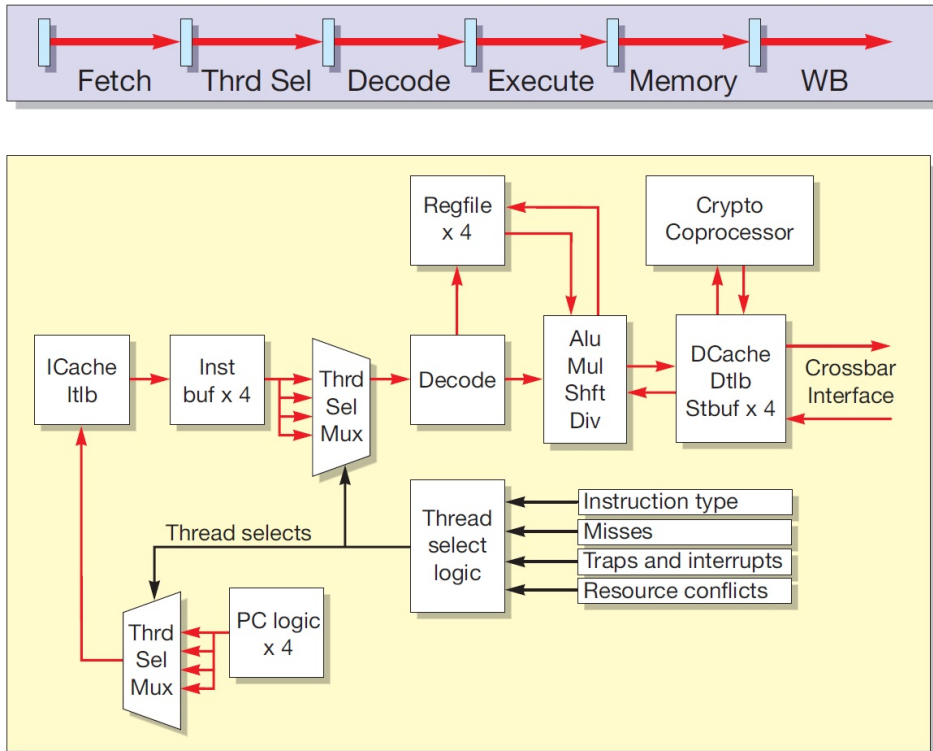 Fetch
Thrd Sel
Decode
Execute
Memory
WB
Regfile
x 4
Crypto
Coprocessor
ICache
Itlb
Inst
buf x 4
Thrd
Sel
Mux
Decode
Alu
Mul
Shft
Div
DCache
Dtlb
Stbuf x 4
Crossbar
Interface
Thread selects
Thread
select
logic
Instruction type
Misses
Traps and interrupts
Resource conflicts
Thrd
Sel
Mux
PC logic
x 4